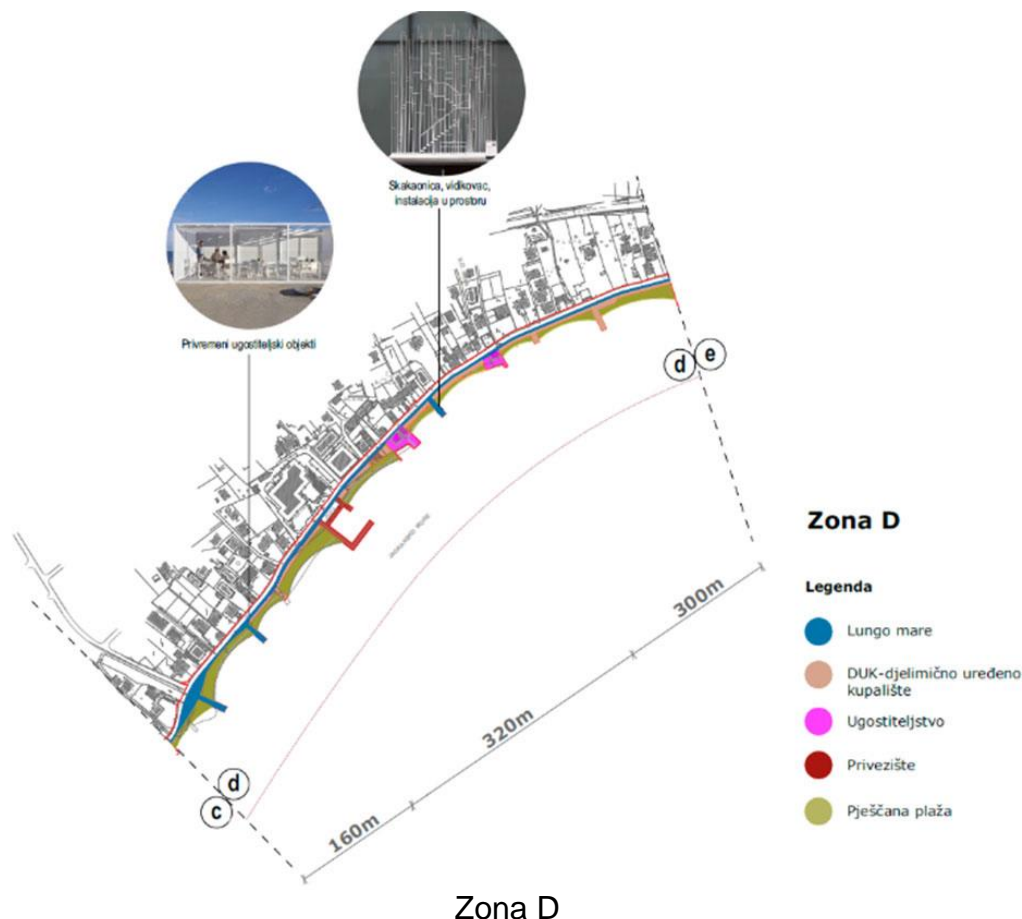 Skakaonica, vidikovac,
instalacija u prostoru
Privremeni ugostiteljski objekti
d
e
Zona D
Legenda
Lungo mare
DUK-djelimično uređeno
kupalište
Ugostiteljstvo
Privezište
Pješčana plaža
300m
320m
160m
d
c
Zona D